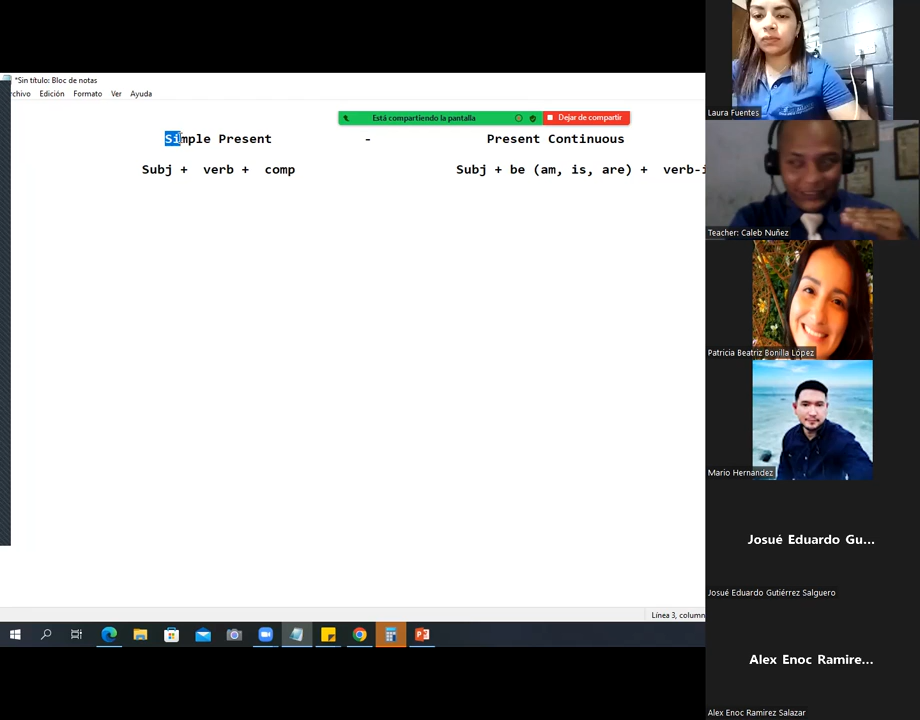 *Sin título: Bloc de notas
rchivo Edición Formato Ver Ayuda
Está compartiendo la pantalla Dejar de compartir
Simple Present - Present Continuous
Subj + verb + comp Subj + be (am, is, are) + verb-i
Línea 3, column
Laura Fuentes
Teacher: Caleb Nuñez
Patricia Beatriz Bonilla López
Mario Hernandez
Josué Eduardo Gu...
Josué Eduardo Gutiérrez Salguero
Alex Enoc Ramire...
Alex Enoc Ramirez Salazar